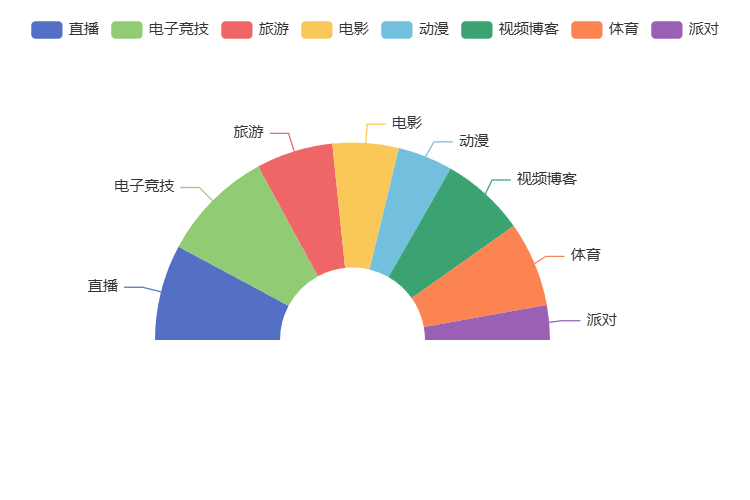 直播 电子竞技 旅游 电影 动漫 视频博客 体育 派对
电影
旅游
动漫
视频博客
电子竞技
体育
直播
派对